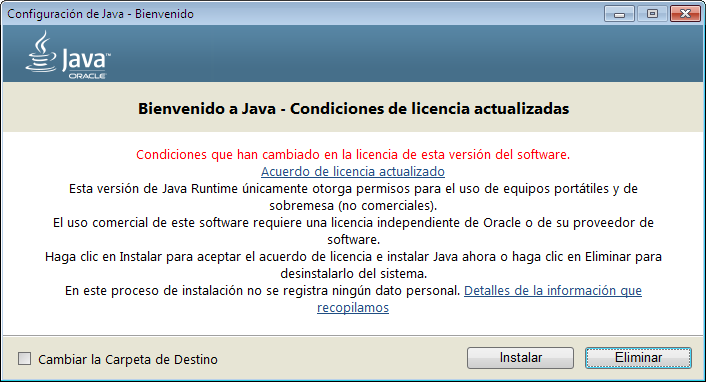 Configuración de Java - Bienvenido
Java™
ORACLE
Bienvenido a Java - Condiciones de licencia actualizadas
Condiciones que han cambiado en la licencia de esta versión del software.
Acuerdo de licencia actualizado
Esta versión de Java Runtime únicamente otorga permisos para el uso de equipos portátiles y de
sobremesa (no comerciales).
El uso comercial de este software requiere una licencia independiente de Oracle o de su proveedor de
software.
Haga clic en Instalar para aceptar el acuerdo de licencia e instalar Java ahora o haga clic en Eliminar para
desinstalarlo del sistema.
En este proceso de instalación no se registra ningún dato personal. Detalles de la información que
recopilamos
Cambiar la Carpeta de Destino
Instalar
Eliminar